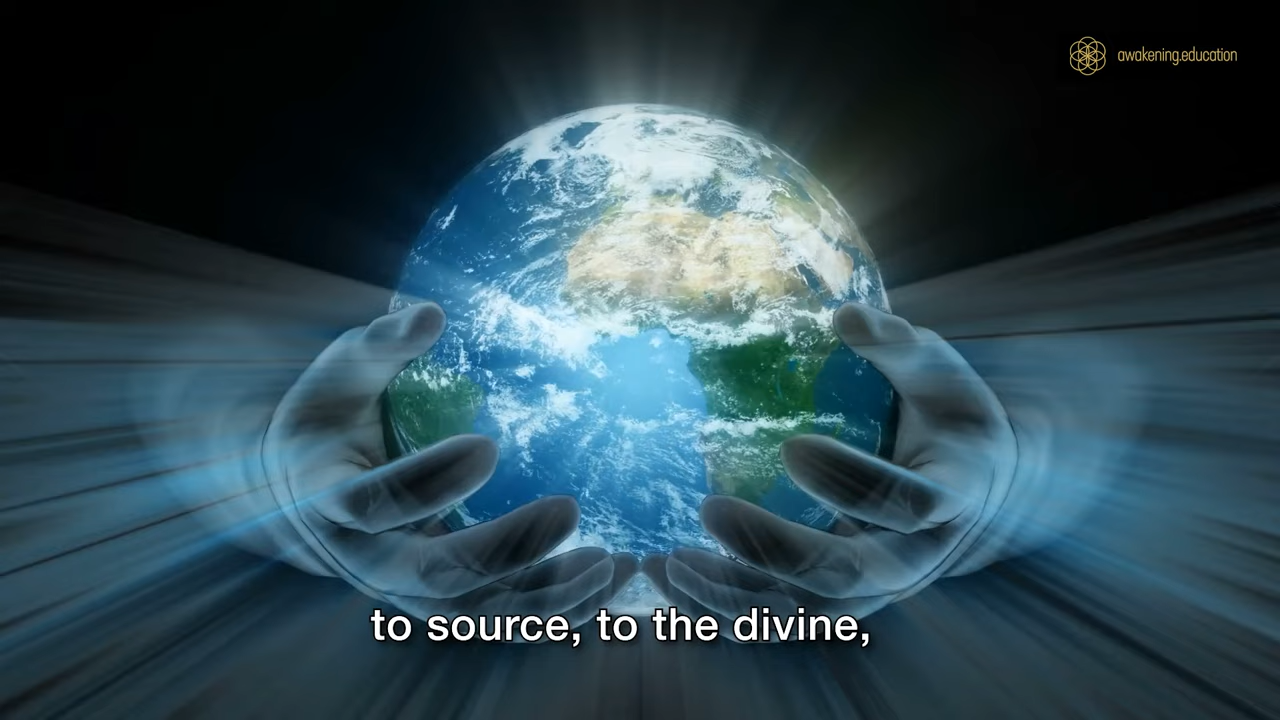 awakening.education
to source, to the divine,